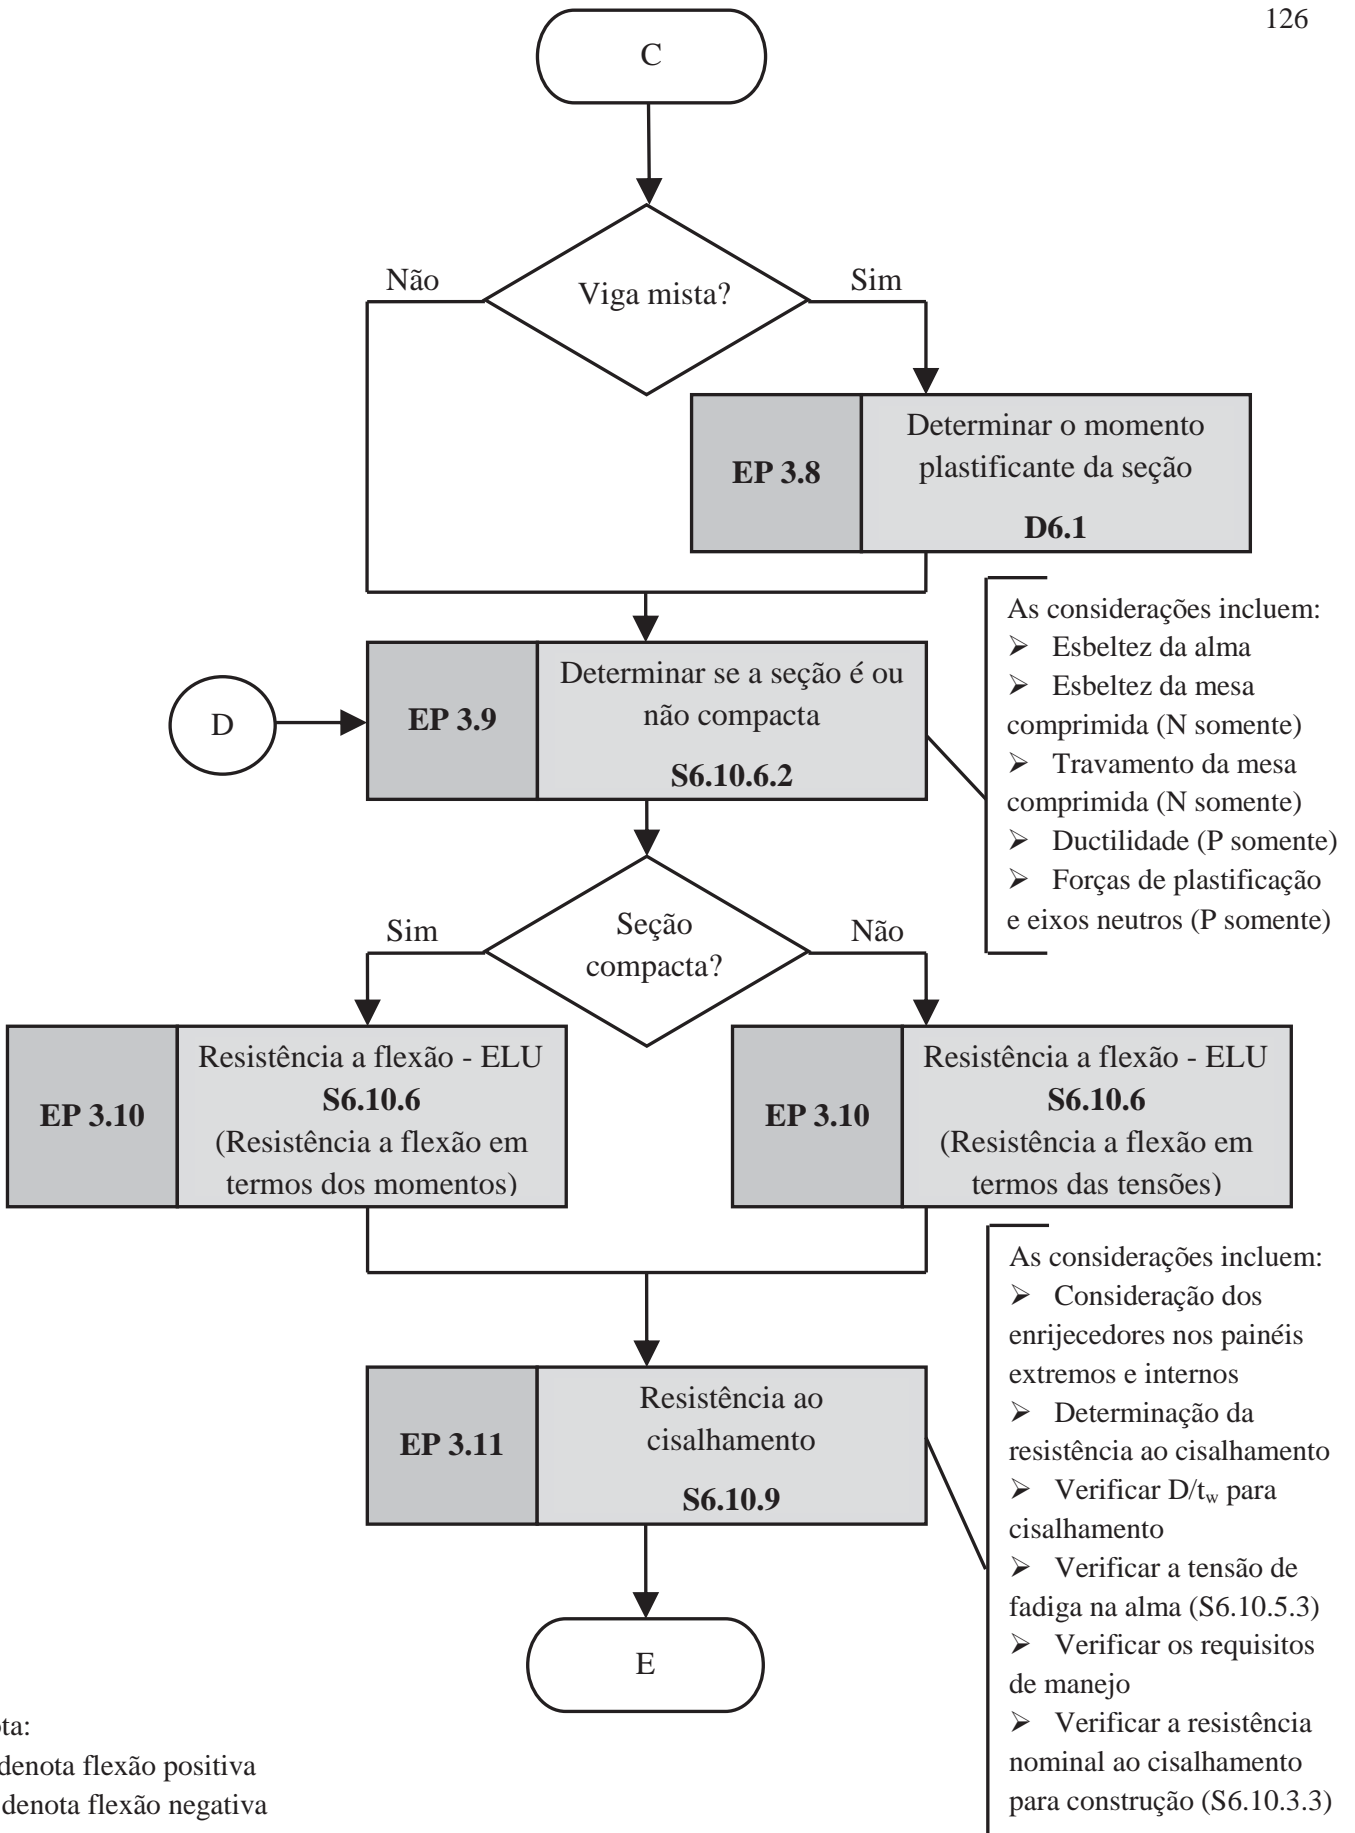 126
C
Viga mista?
Não
Sim
EP 3.8
Determinar o momento
plastificante da seção
D6.1
As considerações incluem:
➢ Esbeltez da alma
➢ Esbeltez da mesa
comprimida (N somente)
➢ Travamento da mesa
comprimida (N somente)
➢ Ductilidade (P somente)
➢ Forças de plastificação
e eixos neutros (P somente)
D
EP 3.9
Determinar se a seção é ou
não compacta
S6.10.6.2
Seção
compacta?
Sim
Não
EP 3.10
Resistência a flexão - ELU
S6.10.6
(Resistência a flexão em
termos dos momentos)
EP 3.10
Resistência a flexão - ELU
S6.10.6
(Resistência a flexão em
termos das tensões)
EP 3.11
Resistência ao
cisalhamento
S6.10.9
As considerações incluem:
➢ Consideração dos
enrijecedores nos painéis
extremos e internos
➢ Determinação da
resistência ao cisalhamento
➢ Verificar D/tw para
cisalhamento
➢ Verificar a tensão de
fadiga na alma (S6.10.5.3)
➢ Verificar os requisitos
de manejo
➢ Verificar a resistência
nominal ao cisalhamento
para construção (S6.10.3.3)
E
ta:
denota flexão positiva
denota flexão negativa